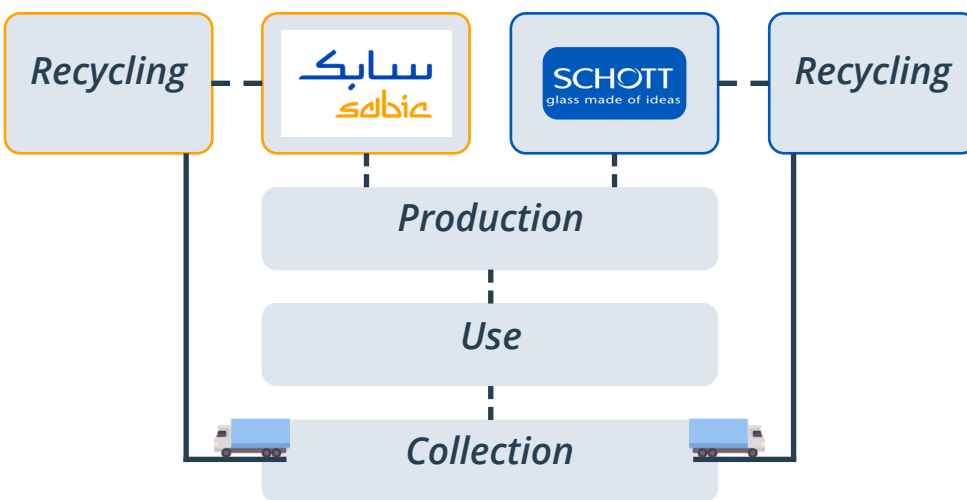 Recycling
سابك
sabic
SCHOTT
glass made of ideas
Recycling
Production
Use
Collection